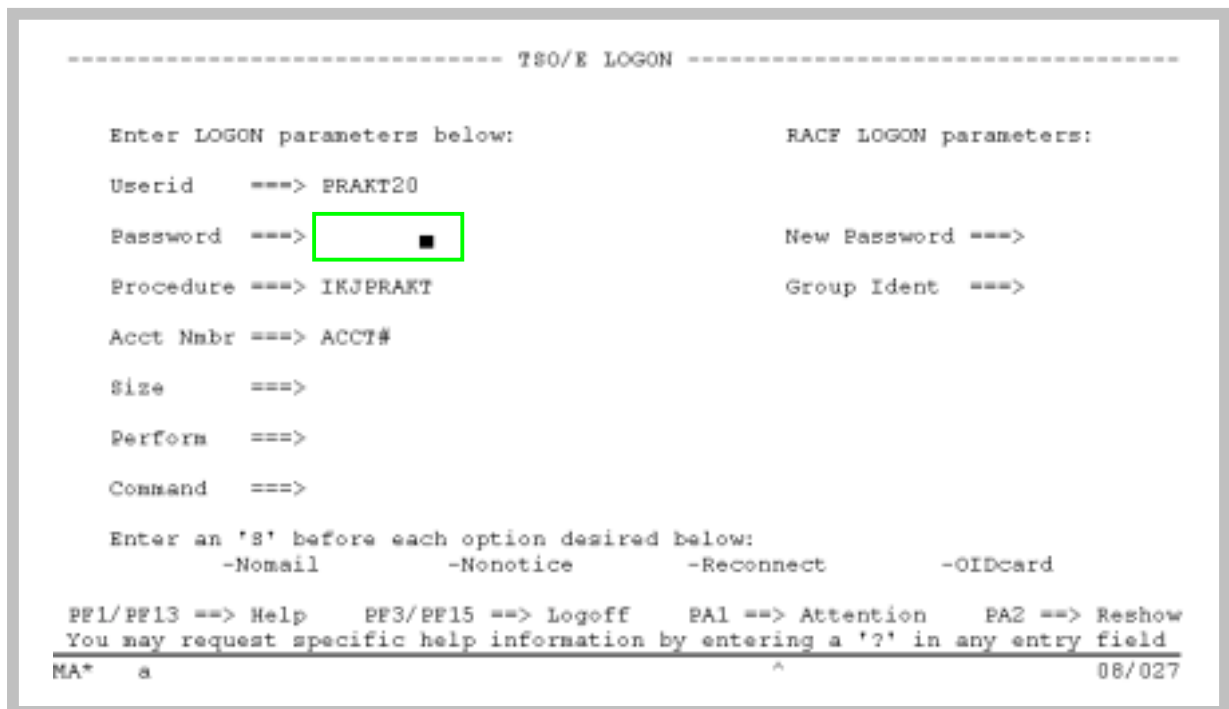 ------------------------------- TSO/E LOGON -----------------------------------
Enter LOGON parameters below: RACF LOGON parameters:
Userid ===> PRAKT20
Password ===> New Password ===>
Procedure ===> IKJPRAKT Group Ident ===>
Acct Nmbr ===> ACCT#
Size ===>
Perform ===>
Command ===>
Enter an 'S' before each option desired below:
-Nomail -Nonotice -Reconnect -OIDcard
PF1/PF13 ==> Help PF3/PF15 ==> Logoff PA1 ==> Attention PA2 ==> Reshow
You may request specific help information by entering a '?' in any entry field
MA* a ^ 08/027